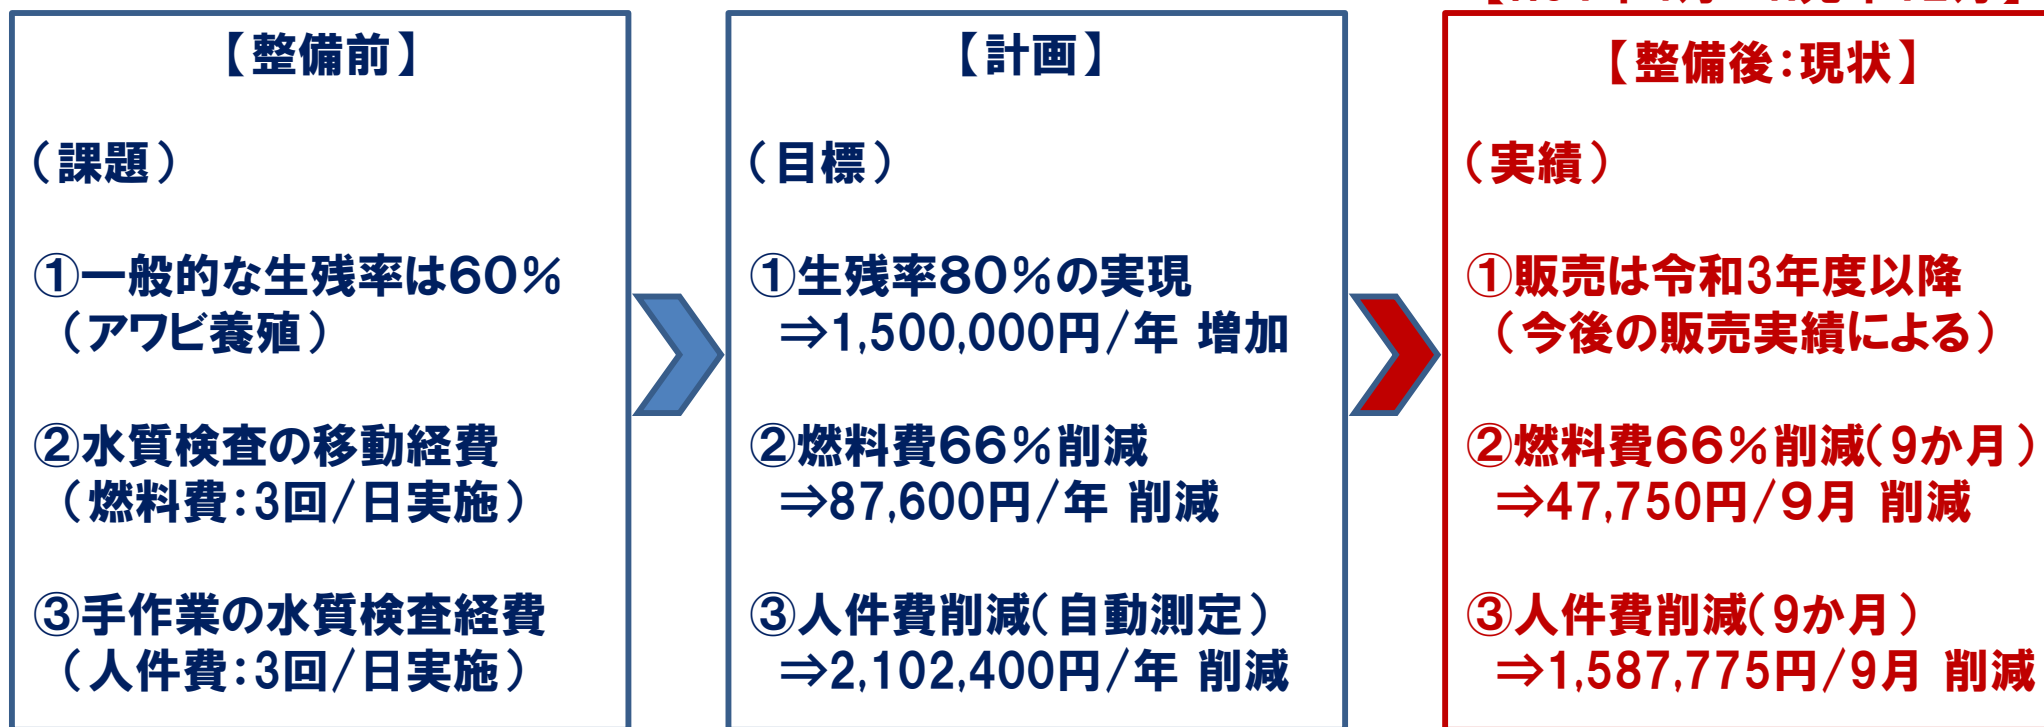 【整備前】
（課題）
①一般的な生残率は60%
（アワビ養殖）
②水質検査の移動経費
（燃料費：3回/日実施）
③手作業の水質検査経費
（人件費：3回/日実施）
【計画】
（目標）
①生残率80%の実現
⇒1,500,000円/年 増加
②燃料費66%削減
⇒87,600円/年 削減
③人件費削減（自動測定）
⇒2,102,400円/年 削減
【整備後：現状】
（実績）
①販売は令和3年度以降
（今後の販売実績による）
②燃料費66%削減（9か月）
⇒47,750円/9月 削減
③人件費削減（9か月）
⇒1,587,775円/9月 削減